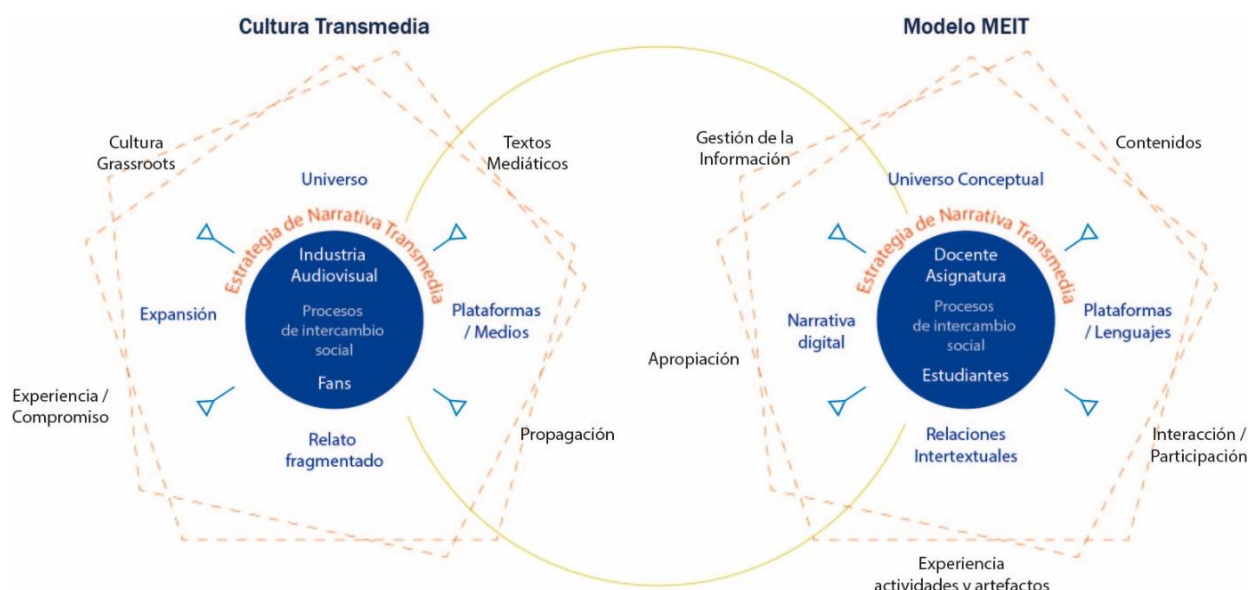 Cultura Transmedia
Cultura
Grassroots
Textos
Mediáticos
Universo
Estrategia de Narrativa Transmedia
Industria
Audiovisual
Procesos
de intercambio
social
Fans
Expansión
Plataformas
/ Medios
Experiencia /
Compromiso
Relato
fragmentado
Propagación
Modelo MEIT
Gestión de la
Información
Contenidos
Universo Conceptual
Estrategia de Narrativa Transmedia
Docente
Asignatura
Procesos
de intercambio
social
Estudiantes
Narrativa
digital
Plataformas
/ Lenguajes
Apropiación
Relaciones
Intertextuales
Interacción /
Participación
Experiencia
actividades y artefactos